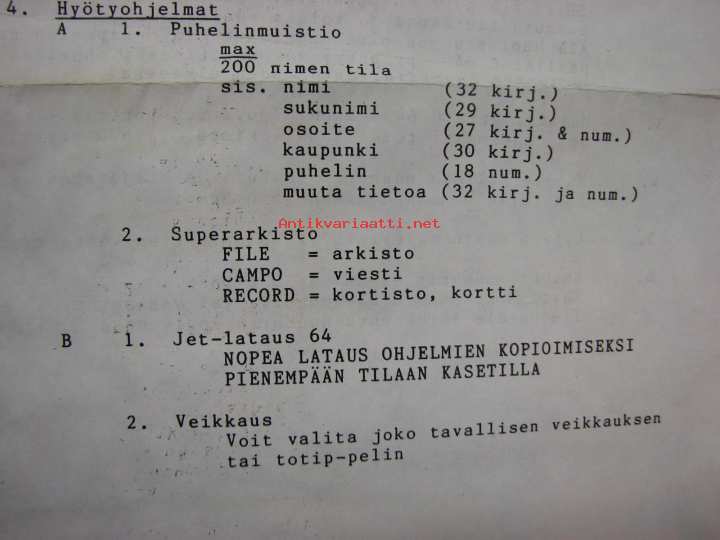 4. Hyötyohjelmat
A 1. Puhelinmuistio
max
200 nimen tila
sis. nimi (32 kirj.)
sukunimi (29 kirj.)
osoite (27 kirj. & num.)
kaupunki (30 kirj.)
puhelin (18 num.)
muuta tietoa (32 kirj. ja num.)
Antikvariaatti.net
2. Superarkisto
FILE = arkisto
CAMPO = viesti
RECORD = kortisto, kortti
B 1. Jet-lataus 64
NOPEA LATAUS OHJELMIEN KOPIOIMISEKSI
PIENEMPÄÄN TILAAN KASETILLA
2. Veikkaus
Voit valita joko tavallisen veikkauksen
tai totip-pelin